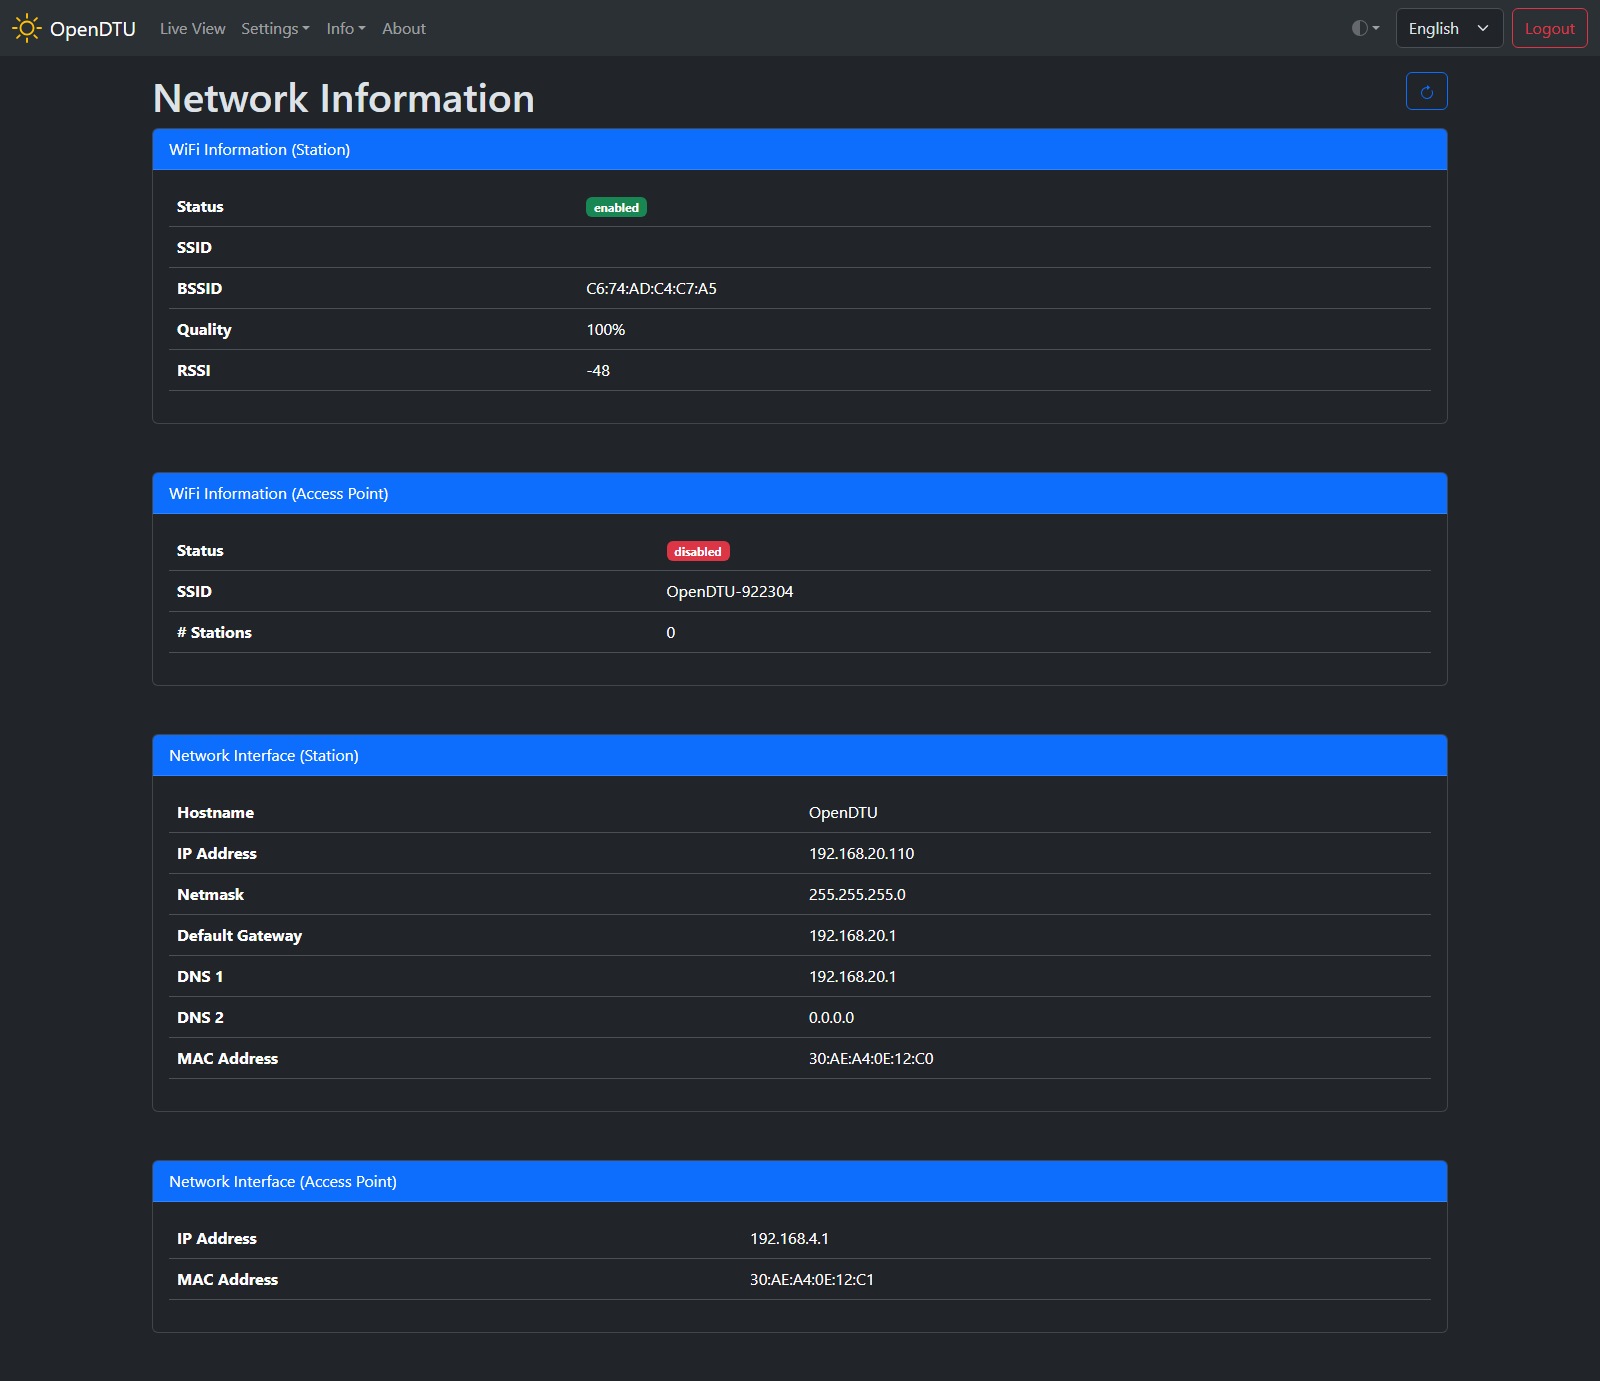 OpenDTU Live View Settings Info About English Logout
Network Information
WiFi Information (Station)
Status enabled
SSID
BSSID C6:74:AD:C4:C7:A5
Quality 100%
RSSI -48
WiFi Information (Access Point)
Status disabled
SSID OpenDTU-922304
# Stations 0
Network Interface (Station)
Hostname OpenDTU
IP Address 192.168.20.110
Netmask 255.255.255.0
Default Gateway 192.168.20.1
DNS 1 192.168.20.1
DNS 2 0.0.0.0
MAC Address 30:AE:A4:0E:12:C0
Network Interface (Access Point)
IP Address 192.168.4.1
MAC Address 30:AE:A4:0E:12:C1